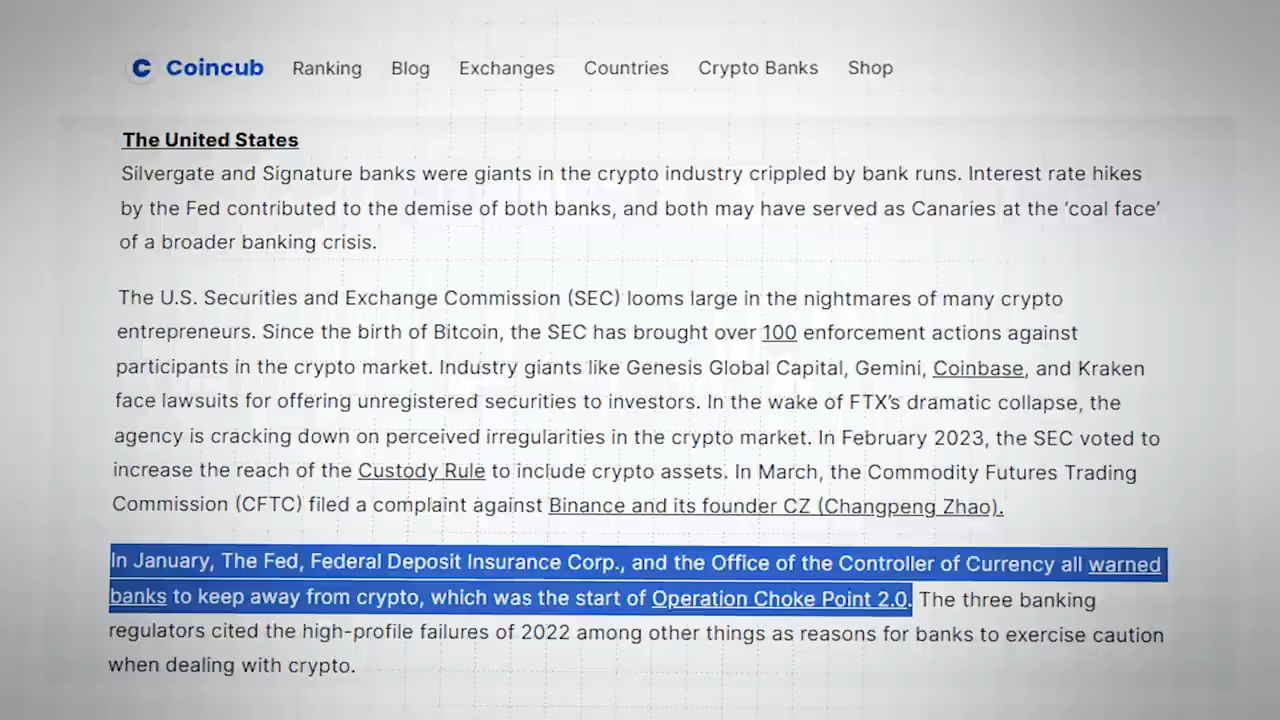 C Coincub Ranking Blog Exchanges Countries Crypto Banks Shop
The United States
Silvergate and Signature banks were giants in the crypto industry crippled by bank runs. Interest rate hikes
by the Fed contributed to the demise of both banks, and both may have served as Canaries at the ‘coal face’
of a broader banking crisis.
The U.S. Securities and Exchange Commission (SEC) looms large in the nightmares of many crypto
entrepreneurs. Since the birth of Bitcoin, the SEC has brought over 100 enforcement actions against
participants in the crypto market. Industry giants like Genesis Global Capital, Gemini, Coinbase, and Kraken
face lawsuits for offering unregistered securities to investors. In the wake of FTX’s dramatic collapse, the
agency is cracking down on perceived irregularities in the crypto market. In February 2023, the SEC voted to
increase the reach of the Custody Rule to include crypto assets. In March, the Commodity Futures Trading
Commission (CFTC) filed a complaint against Binance and its founder CZ (Changpeng Zhao).
In January, The Fed, Federal Deposit Insurance Corp., and the Office of the Controller of Currency all warned
banks to keep away from crypto, which was the start of Operation Choke Point 2.0. The three banking
regulators cited the high-profile failures of 2022 among other things as reasons for banks to exercise caution
when dealing with crypto.